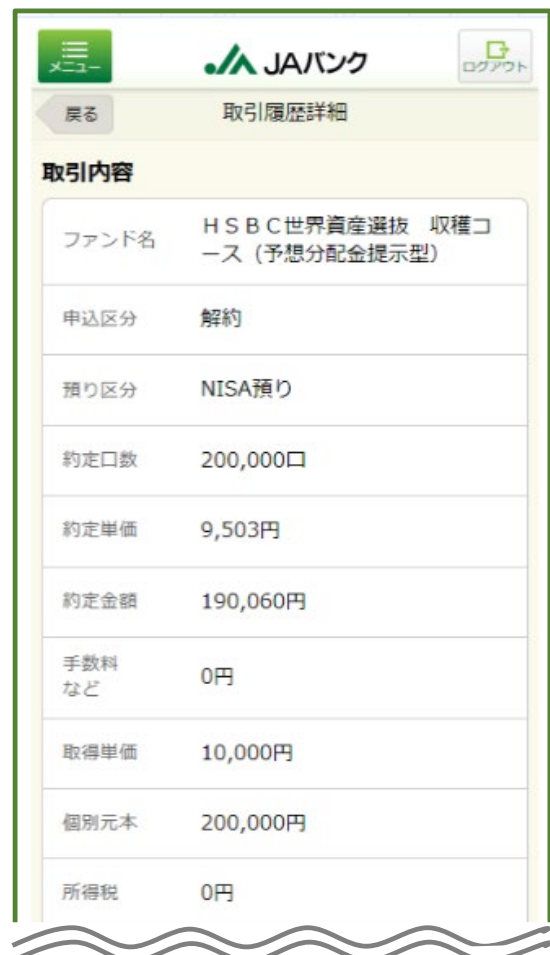 メニュー
JAバンク
ログアウト
戻る
取引履歴詳細
取引内容
ファンド名
HSBC世界資産選抜　収穫コ
ース（予想分配金提示型）
申込区分
解約
預り区分
NISA預り
約定口数
200,000口
約定単価
9,503円
約定金額
190,060円
手数料
など
0円
取得単価
10,000円
個別元本
200,000円
所得税
0円